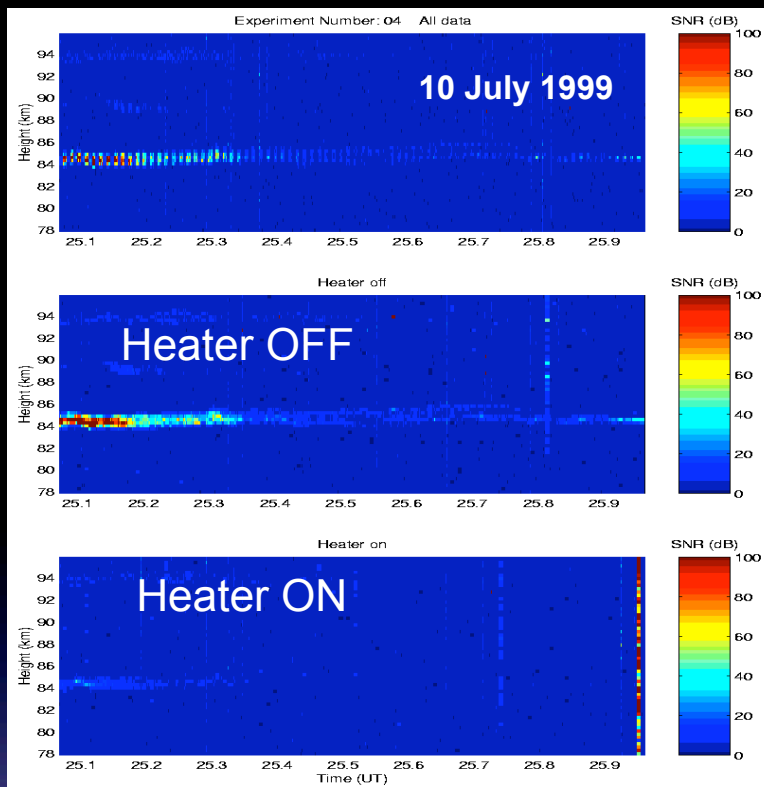 Experiment Number: 04 All data
SNR (dB)
10 July 1999
Height (km)
94
92
90
88
86
84
82
80
78
25.1 25.2 25.3 25.4 25.5 25.6 25.7 25.8 25.9
100
80
60
40
20
0
Heater off
SNR (dB)
Heater OFF
Height (km)
94
92
90
88
86
84
82
80
78
25.1 25.2 25.3 25.4 25.5 25.6 25.7 25.8 25.9
100
80
60
40
20
0
Heater on
SNR (dB)
Heater ON
Height (km)
94
92
90
88
86
84
82
80
78
25.1 25.2 25.3 25.4 25.5 25.6 25.7 25.8 25.9
Time (UT)
100
80
60
40
20
0